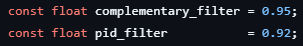 const float complementary_filter = 0.95;
const float pid_filter           = 0.92;